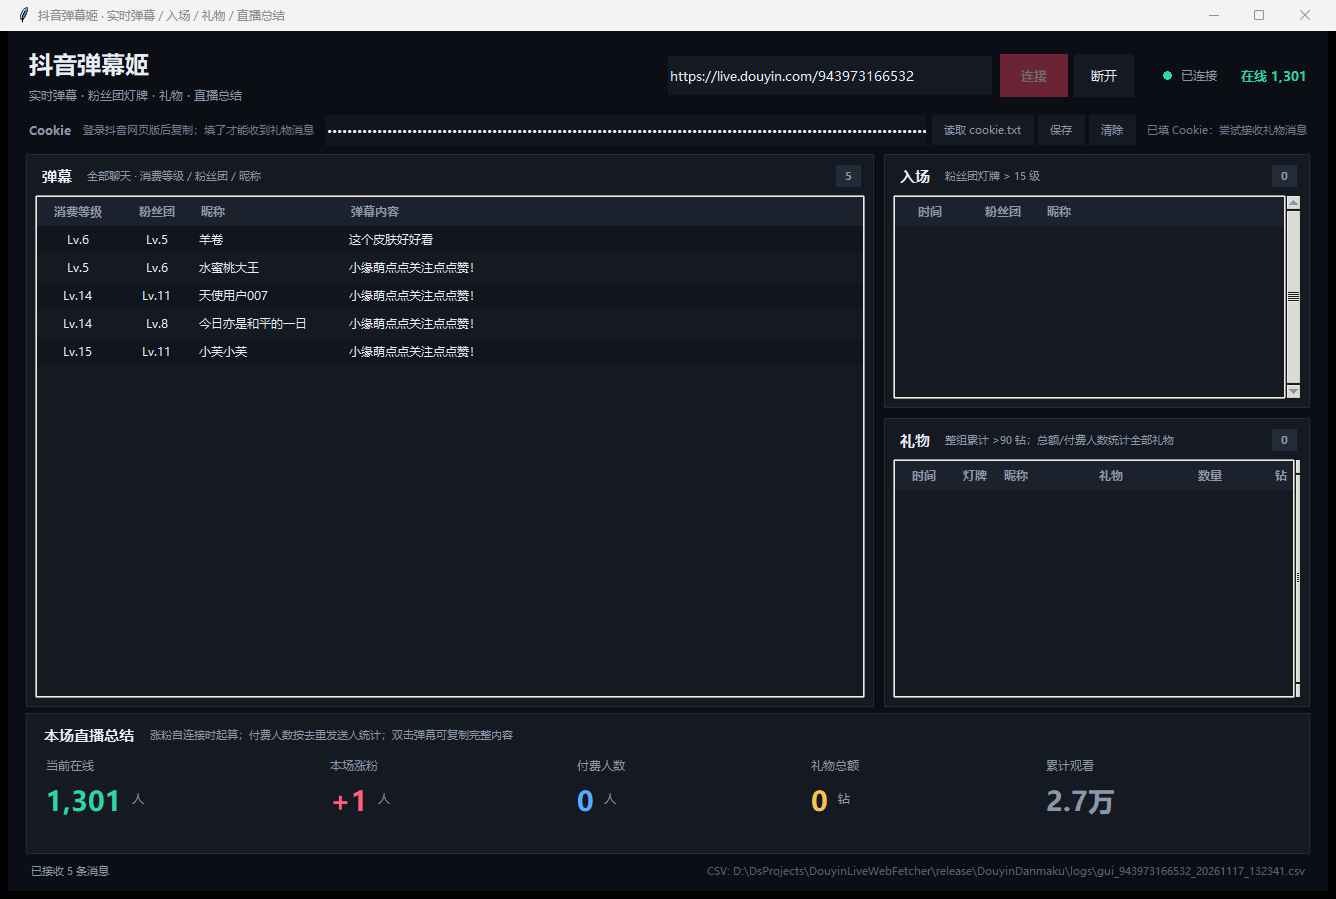 抖音弹幕姬 · 实时弹幕 / 入场 / 礼物 / 直播总结
抖音弹幕姬
实时弹幕 · 粉丝团灯牌 · 礼物 · 直播总结
https://live.douyin.com/943973166532
连接
断开
已连接
在线 1,301
Cookie
登录抖音网页版后复制；填了才能收到礼物消息
读取 cookie.txt
保存
清除
已填 Cookie：尝试接收礼物消息
弹幕
全部聊天 · 消费等级 / 粉丝团 / 昵称
5
消费等级 粉丝团 昵称 弹幕内容
Lv.6 Lv.5 羊卷 这个皮肤好好看
Lv.5 Lv.6 水蜜桃大王 小缘萌点点关注点点赞！
Lv.14 Lv.11 天使用户007 小缘萌点点关注点点赞！
Lv.14 Lv.8 今日亦是和平的一日 小缘萌点点关注点点赞！
Lv.15 Lv.11 小芙小芙 小缘萌点点关注点点赞！
入场
粉丝团灯牌 > 15 级
0
时间 粉丝团 昵称
礼物
整组累计 >90 钻；总额/付费人数统计全部礼物
0
时间 灯牌 昵称 礼物 数量 钻
本场直播总结
涨粉自连接时起算；付费人数按去重发送人统计；双击弹幕可复制完整内容
当前在线
1,301 人
本场涨粉
+1 人
付费人数
0 人
礼物总额
0 钻
累计观看
2.7万
已接收 5 条消息
CSV: D:\DsProjects\DouyinLiveWebFetcher\release\DouyinDanmaku\logs\gui_943973166532_20261117_132341.csv